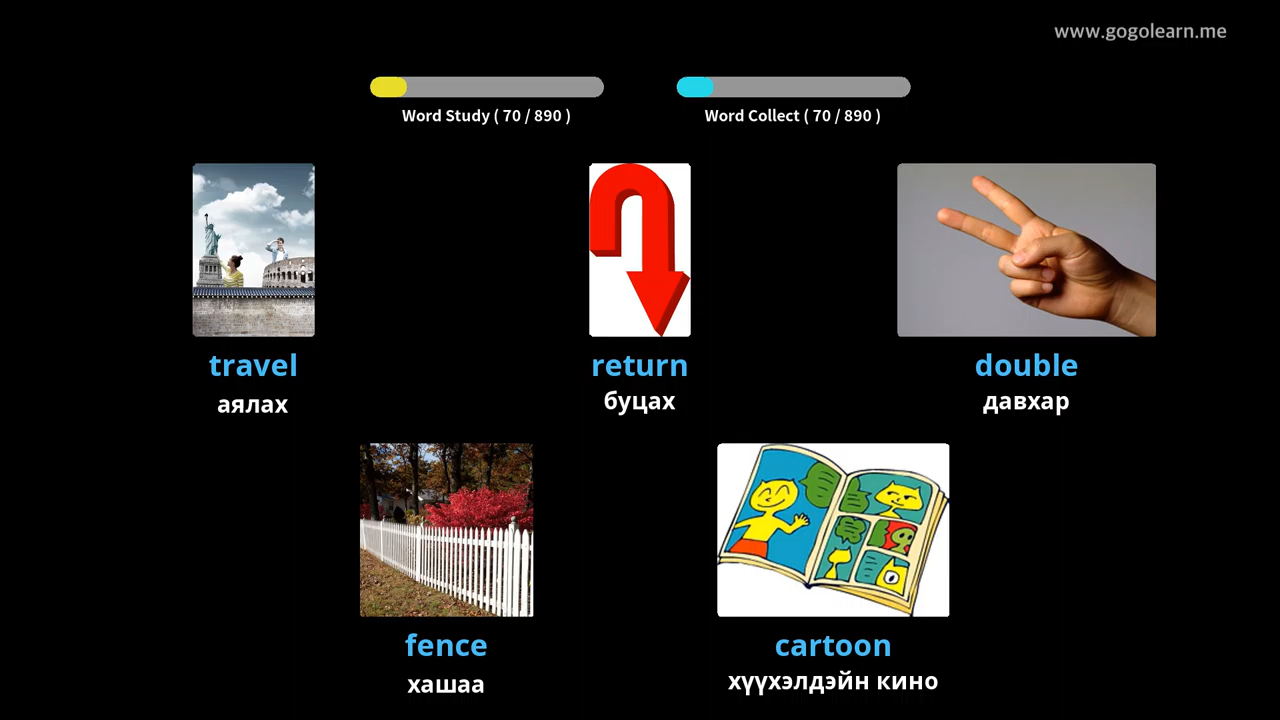 www.gogolearn.me
Word Study ( 70 / 890 )
Word Collect ( 70 / 890 )
travel
аялах
return
буцах
double
давхар
fence
хашаа
cartoon
хүүхэлдэйн кино